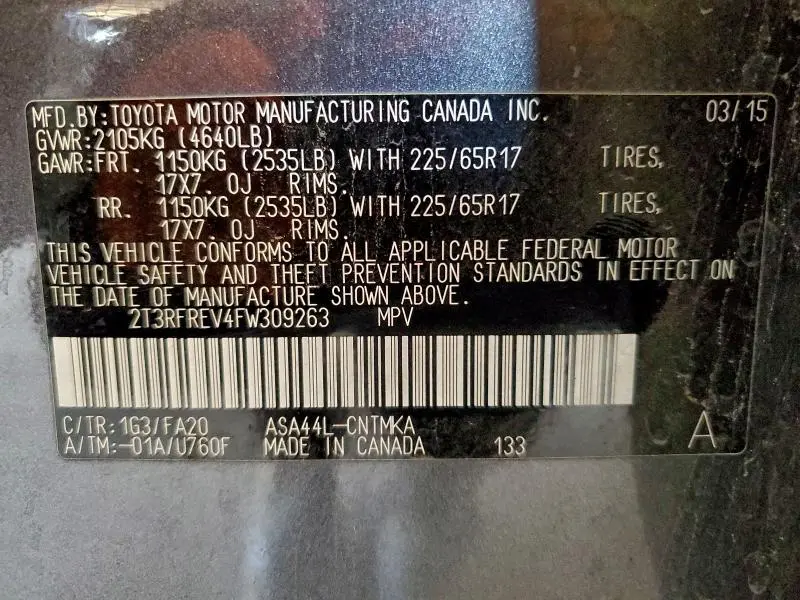 MFD.BY:TOYOTA MOTOR MANUFACTURING CANADA INC. 03/15
GVWR:2105KG (4640LB)
GAWR:FRT. 1150KG (2535LB) WITH 225/65R17 TIRES,
17X7. 0J RIMS.
RR. 1150KG (2535LB) WITH 225/65R17 TIRES,
17X7. 0J RIMS.
THIS VEHICLE CONFORMS TO ALL APPLICABLE FEDERAL MOTOR
VEHICLE SAFETY AND THEFT PREVENTION STANDARDS IN EFFECT ON
THE DATE OF MANUFACTURE SHOWN ABOVE.
2T3RFREV4FW309263 MPV
C/TR:1G3/FA20 ASA44L-CNTMKA
A/TM:-01A/U760F MADE IN CANADA 133 A